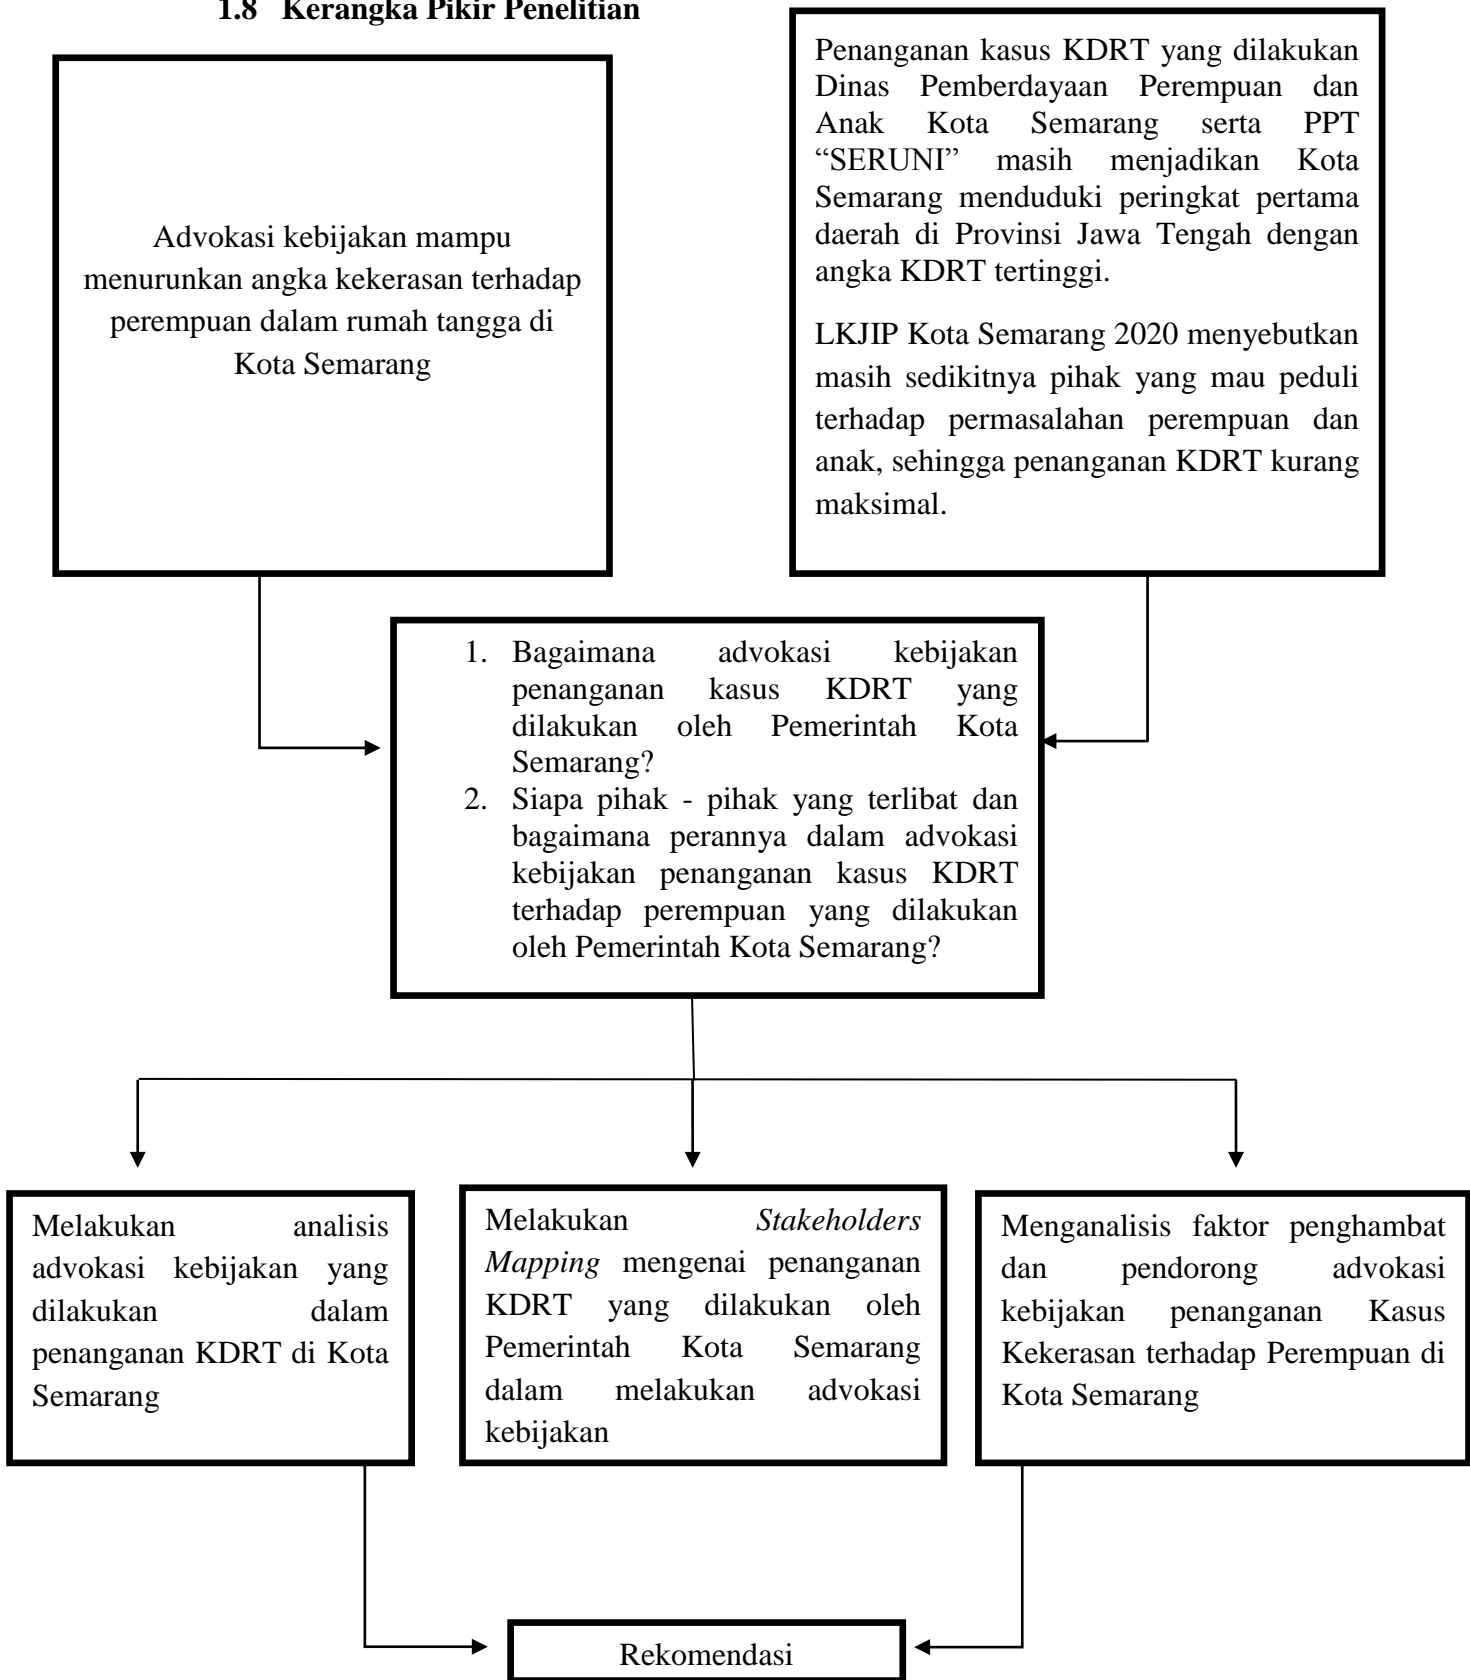 1.8 Kerangka Pikir Penelitian
Advokasi kebijakan mampu
menurunkan angka kekerasan terhadap
perempuan dalam rumah tangga di
Kota Semarang
Penanganan kasus KDRT yang dilakukan
Dinas Pemberdayaan Perempuan dan
Anak Kota Semarang serta PPT
“SERUNI” masih menjadikan Kota
Semarang menduduki peringkat pertama
daerah di Provinsi Jawa Tengah dengan
angka KDRT tertinggi.
LKJIP Kota Semarang 2020 menyebutkan
masih sedikitnya pihak yang mau peduli
terhadap permasalahan perempuan dan
anak, sehingga penanganan KDRT kurang
maksimal.
1. Bagaimana advokasi kebijakan
penanganan kasus KDRT yang
dilakukan oleh Pemerintah Kota
Semarang?
2. Siapa pihak - pihak yang terlibat dan
bagaimana perannya dalam advokasi
kebijakan penanganan kasus KDRT
terhadap perempuan yang dilakukan
oleh Pemerintah Kota Semarang?
Melakukan analisis
advokasi kebijakan yang
dilakukan dalam
penanganan KDRT di Kota
Semarang
Melakukan Stakeholders
Mapping mengenai penanganan
KDRT yang dilakukan oleh
Pemerintah Kota Semarang
dalam melakukan advokasi
kebijakan
Menganalisis faktor penghambat
dan pendorong advokasi
kebijakan penanganan Kasus
Kekerasan terhadap Perempuan di
Kota Semarang
Rekomendasi